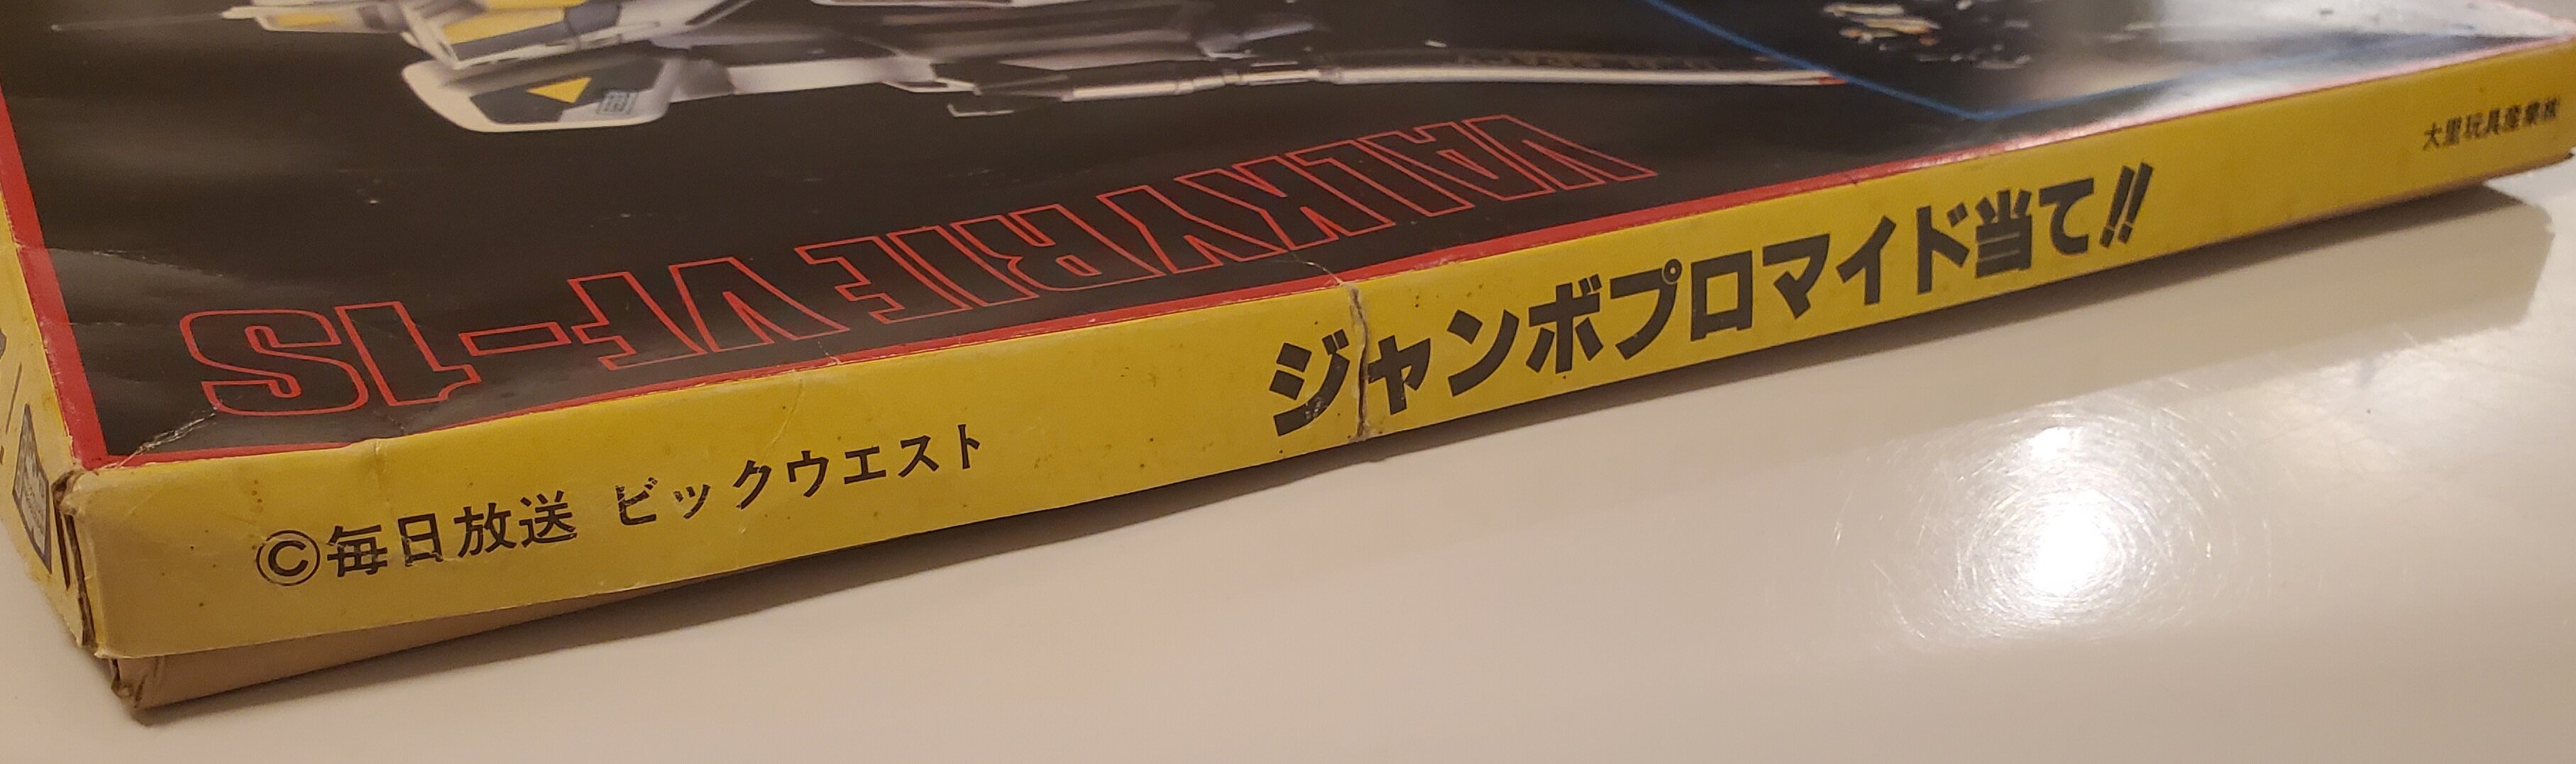 VALKYRIE VF-1S
©毎日放送 ビックウエスト
ジャンボプロマイド当て!!
大里玩具産業㈱